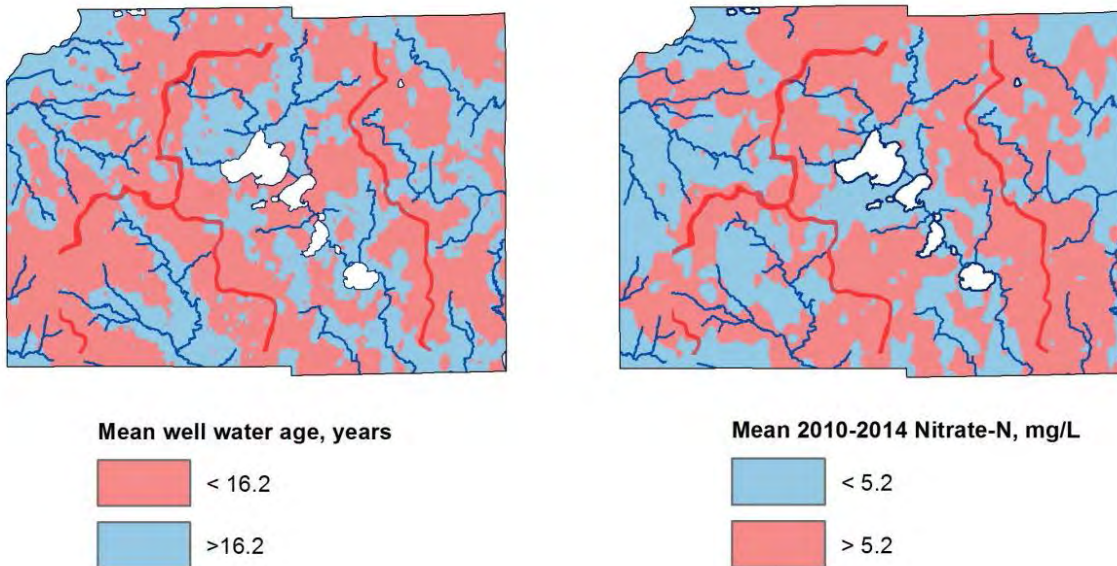 Mean well water age, years
< 16.2
>16.2
Mean 2010-2014 Nitrate-N, mg/L
< 5.2
> 5.2